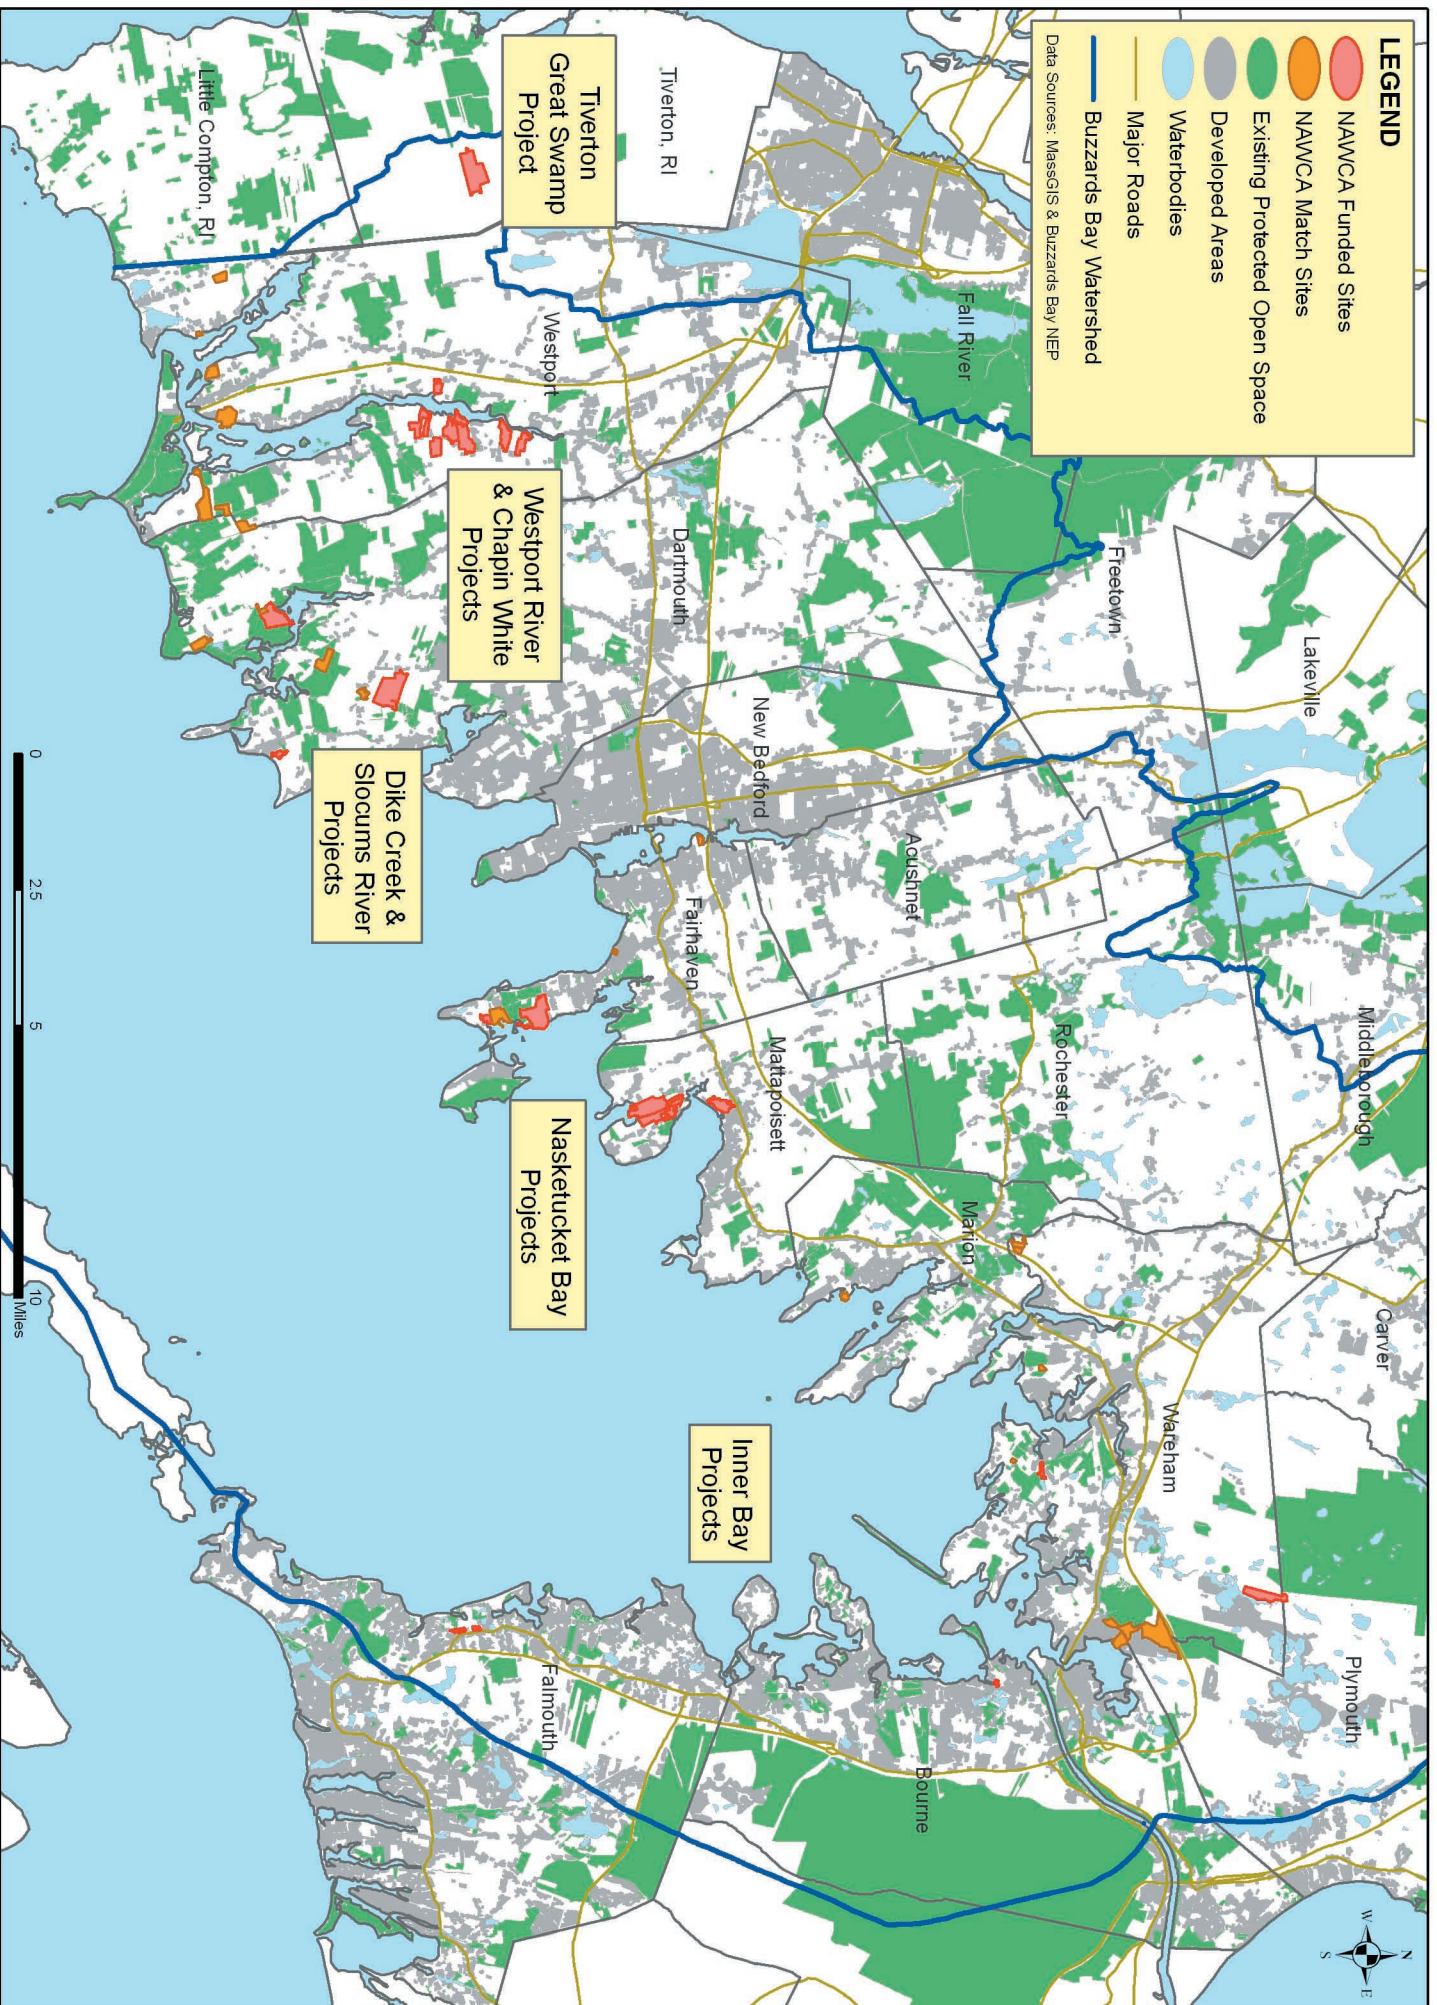 LEGEND
NAWCA Funded Sites
NAWCA Match Sites
Existing Protected Open Space
Developed Areas
Waterbodies
Major Roads
Buzzards Bay Watershed
Data Sources: MassGIS & Buzzards Bay NEP
Lakeville
Middleborough
Carver
Plymouth
N
W
E
S
Freetown
Fall River
Rochester
Wareham
Acushnet
Marion
Bourne
Tiverton, RI
Dartmouth
New Bedford
Fairhaven
Mattapoisett
Inner Bay
Projects
Tiverton
Great Swamp
Project
Westport
Westport River
& Chapin White
Projects
Nasketucket Bay
Projects
Falmouth
Dike Creek &
Slocums River
Projects
Little Compton, RI
0
2.5
5
10
Miles